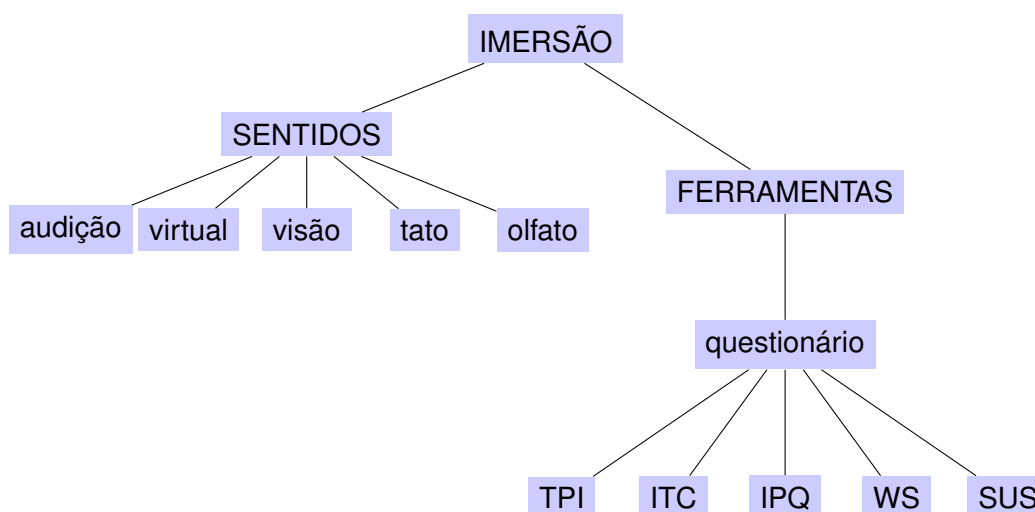 IMERSÃO
SENTIDOS
FERRAMENTAS
audição virtual visão tato olfato
questionário
TPI ITC IPQ WS SUS